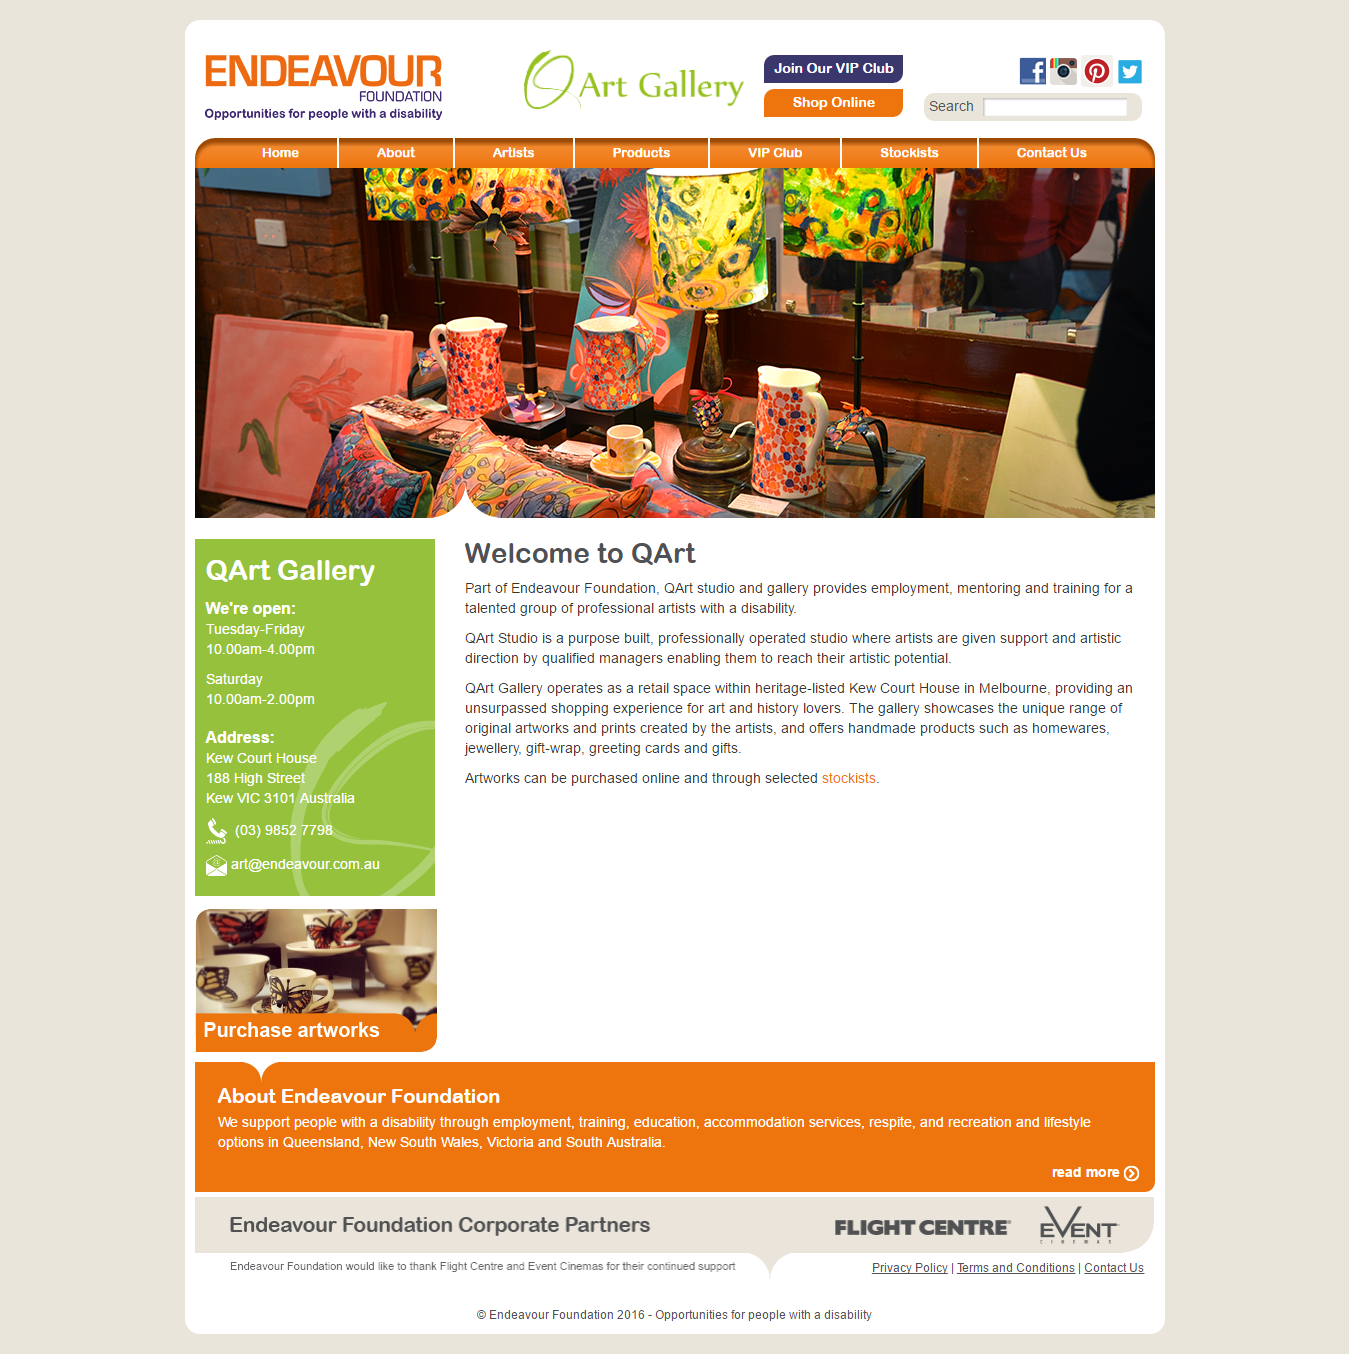 ENDEAVOUR
FOUNDATION
Opportunities for people with a disability
Q Art Gallery
Join Our VIP Club
Shop Online
Search
Home
About
Artists
Products
VIP Club
Stockists
Contact Us
QArt Gallery
We're open:
Tuesday-Friday
10.00am-4.00pm
Saturday
10.00am-2.00pm
Address:
Kew Court House
188 High Street
Kew VIC 3101 Australia
(03) 9852 7798
art@endeavour.com.au
Purchase artworks
Welcome to QArt
Part of Endeavour Foundation, QArt studio and gallery provides employment, mentoring and training for a
talented group of professional artists with a disability.
QArt Studio is a purpose built, professionally operated studio where artists are given support and artistic
direction by qualified managers enabling them to reach their artistic potential.
QArt Gallery operates as a retail space within heritage-listed Kew Court House in Melbourne, providing an
unsurpassed shopping experience for art and history lovers. The gallery showcases the unique range of
original artworks and prints created by the artists, and offers handmade products such as homewares,
jewellery, gift-wrap, greeting cards and gifts.
Artworks can be purchased online and through selected stockists.
About Endeavour Foundation
We support people with a disability through employment, training, education, accommodation services, respite, and recreation and lifestyle
options in Queensland, New South Wales, Victoria and South Australia.
read more
Endeavour Foundation Corporate Partners
FLIGHT CENTRE
EVENT
CINEMAS
Endeavour Foundation would like to thank Flight Centre and Event Cinemas for their continued support
Privacy Policy | Terms and Conditions | Contact Us
© Endeavour Foundation 2016 - Opportunities for people with a disability